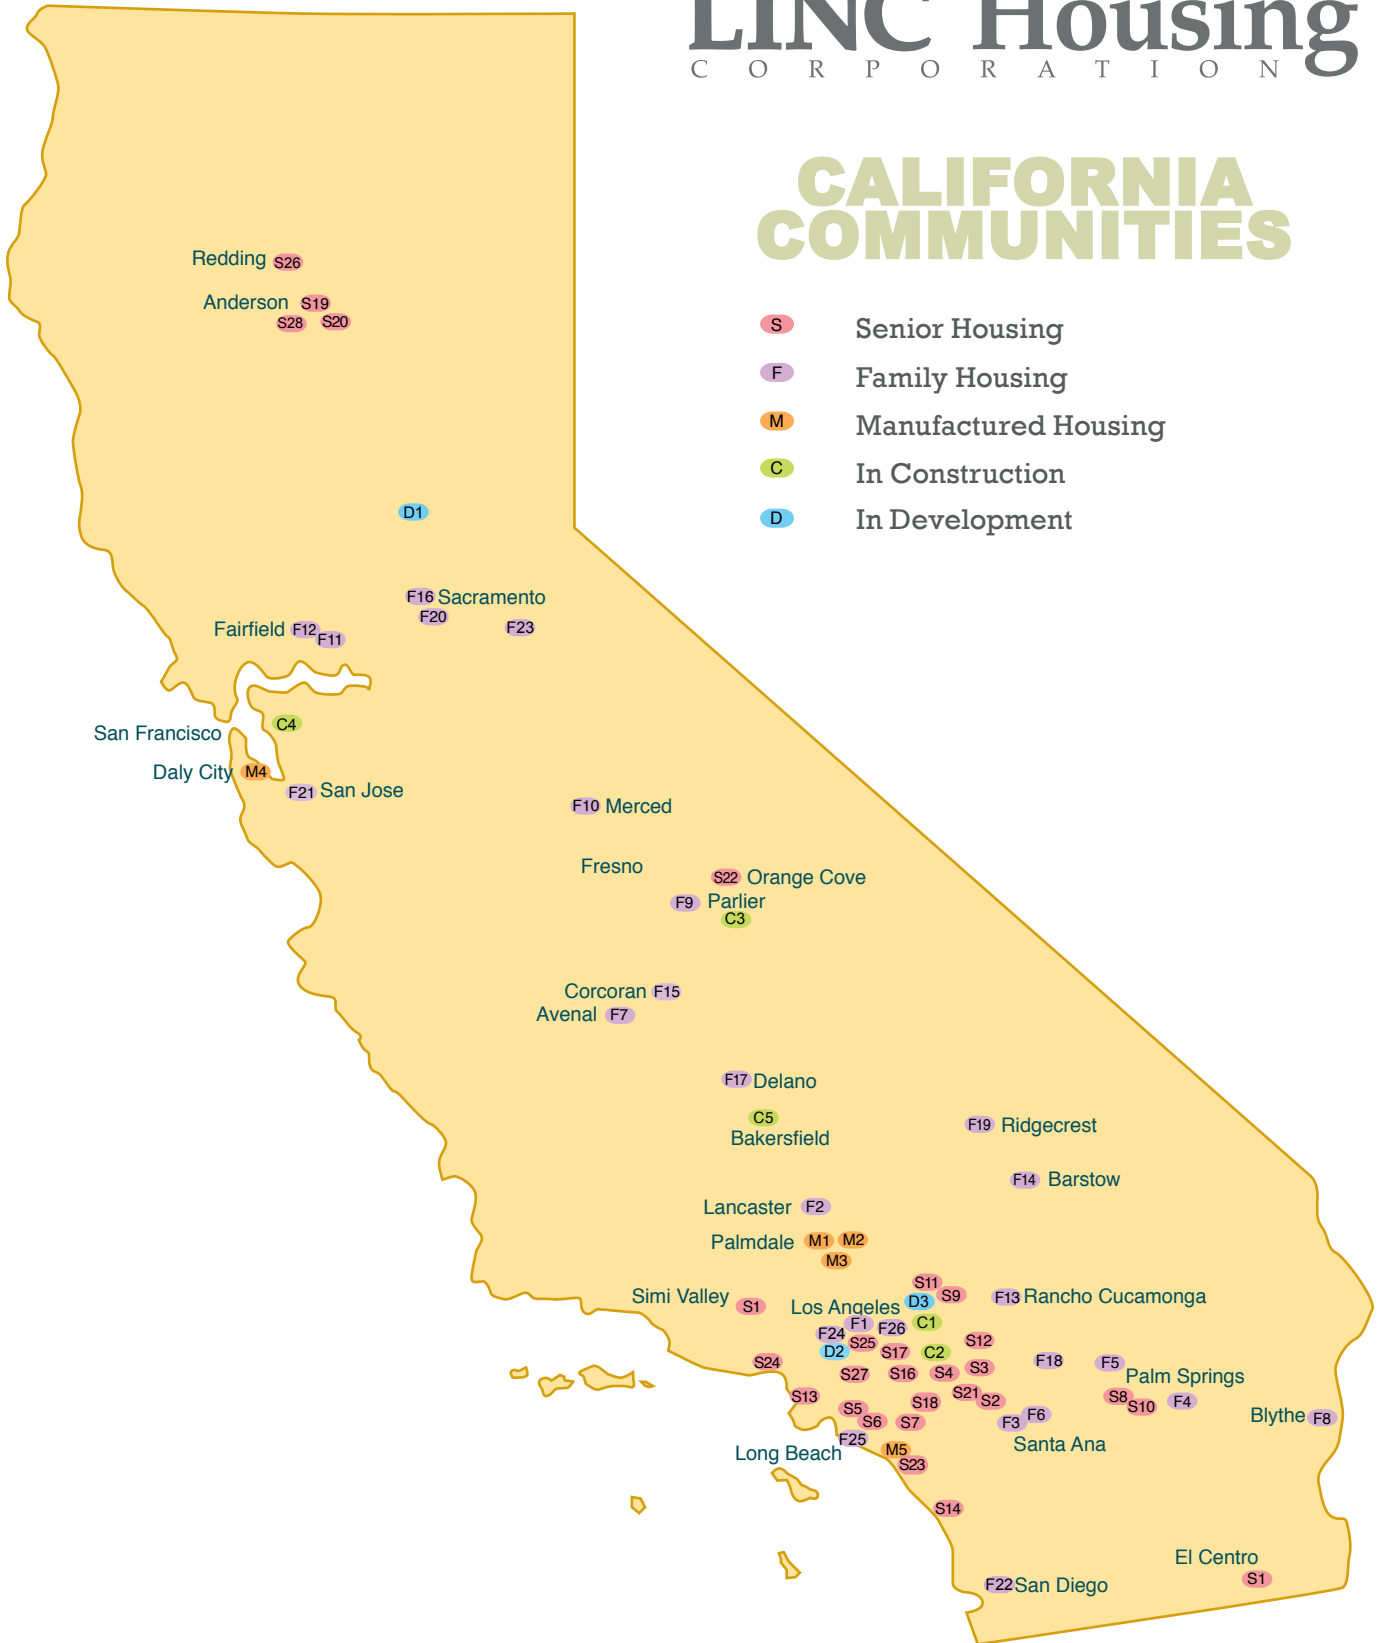 LINC Housing
CORPORATION
CALIFORNIA
COMMUNITIES
S Senior Housing
F Family Housing
M Manufactured Housing
C In Construction
D In Development
Redding S26
Anderson S19
S28 S20
D1
F16 Sacramento
F20
F23
Fairfield F12
F11
C4
San Francisco
Daly City M4
F21 San Jose
F10 Merced
Fresno
S22 Orange Cove
F9 Parlier
C3
Corcoran F15
Avenal F7
F17 Delano
C5
Bakersfield
F19 Ridgecrest
F14 Barstow
Lancaster F2
Palmdale M1 M2
M3
S11
S9
Simi Valley S1
Los Angeles D3
F13 Rancho Cucamonga
F1
F26
C1
F24
S25
S12
D2
S17
C2
S24
S27
S16
S4
S3
F18
F5
Palm Springs
S13
S21
S2
S18
S8
S10
F4
S5
S6
S7
F3
F6
Blythe F8
F25
Santa Ana
Long Beach
M5
S23
S14
El Centro
S1
F22 San Diego